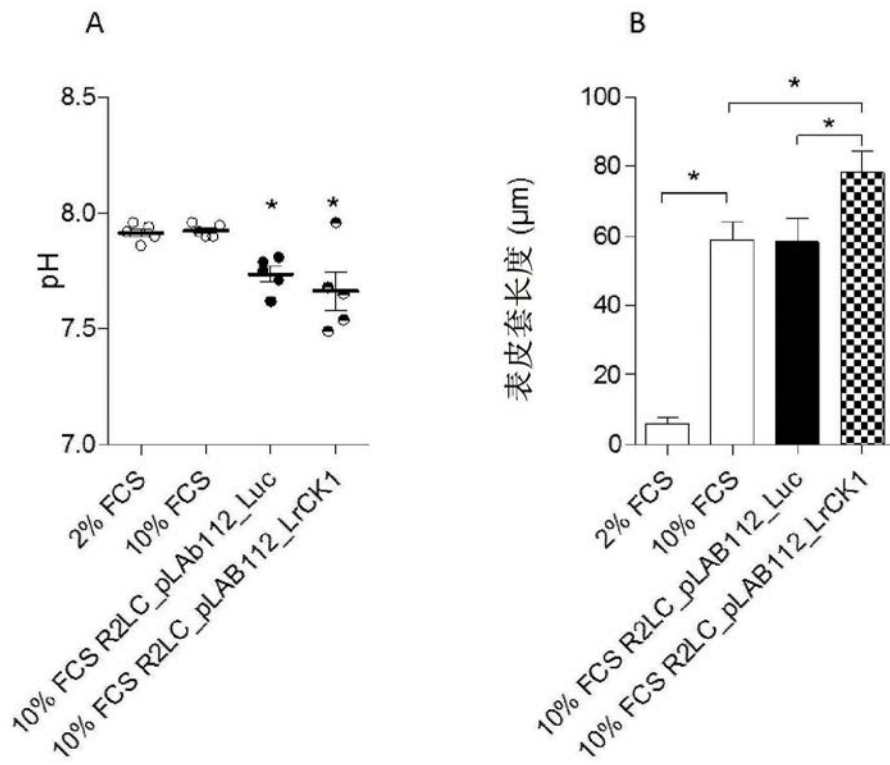 A
8.5
8.0
7.5
7.0
pH
*
*
2% FCS
10% FCS
10% FCS R2LC_pLAb112_Luc
10% FCS R2LC_pLAB112_LrCK1
B
100
80
60
40
20
0
表皮套长度 (µm)
*
*
*
2% FCS
10% FCS
10% FCS R2LC_pLAB112_Luc
10% FCS R2LC_pLAB112_LrCK1